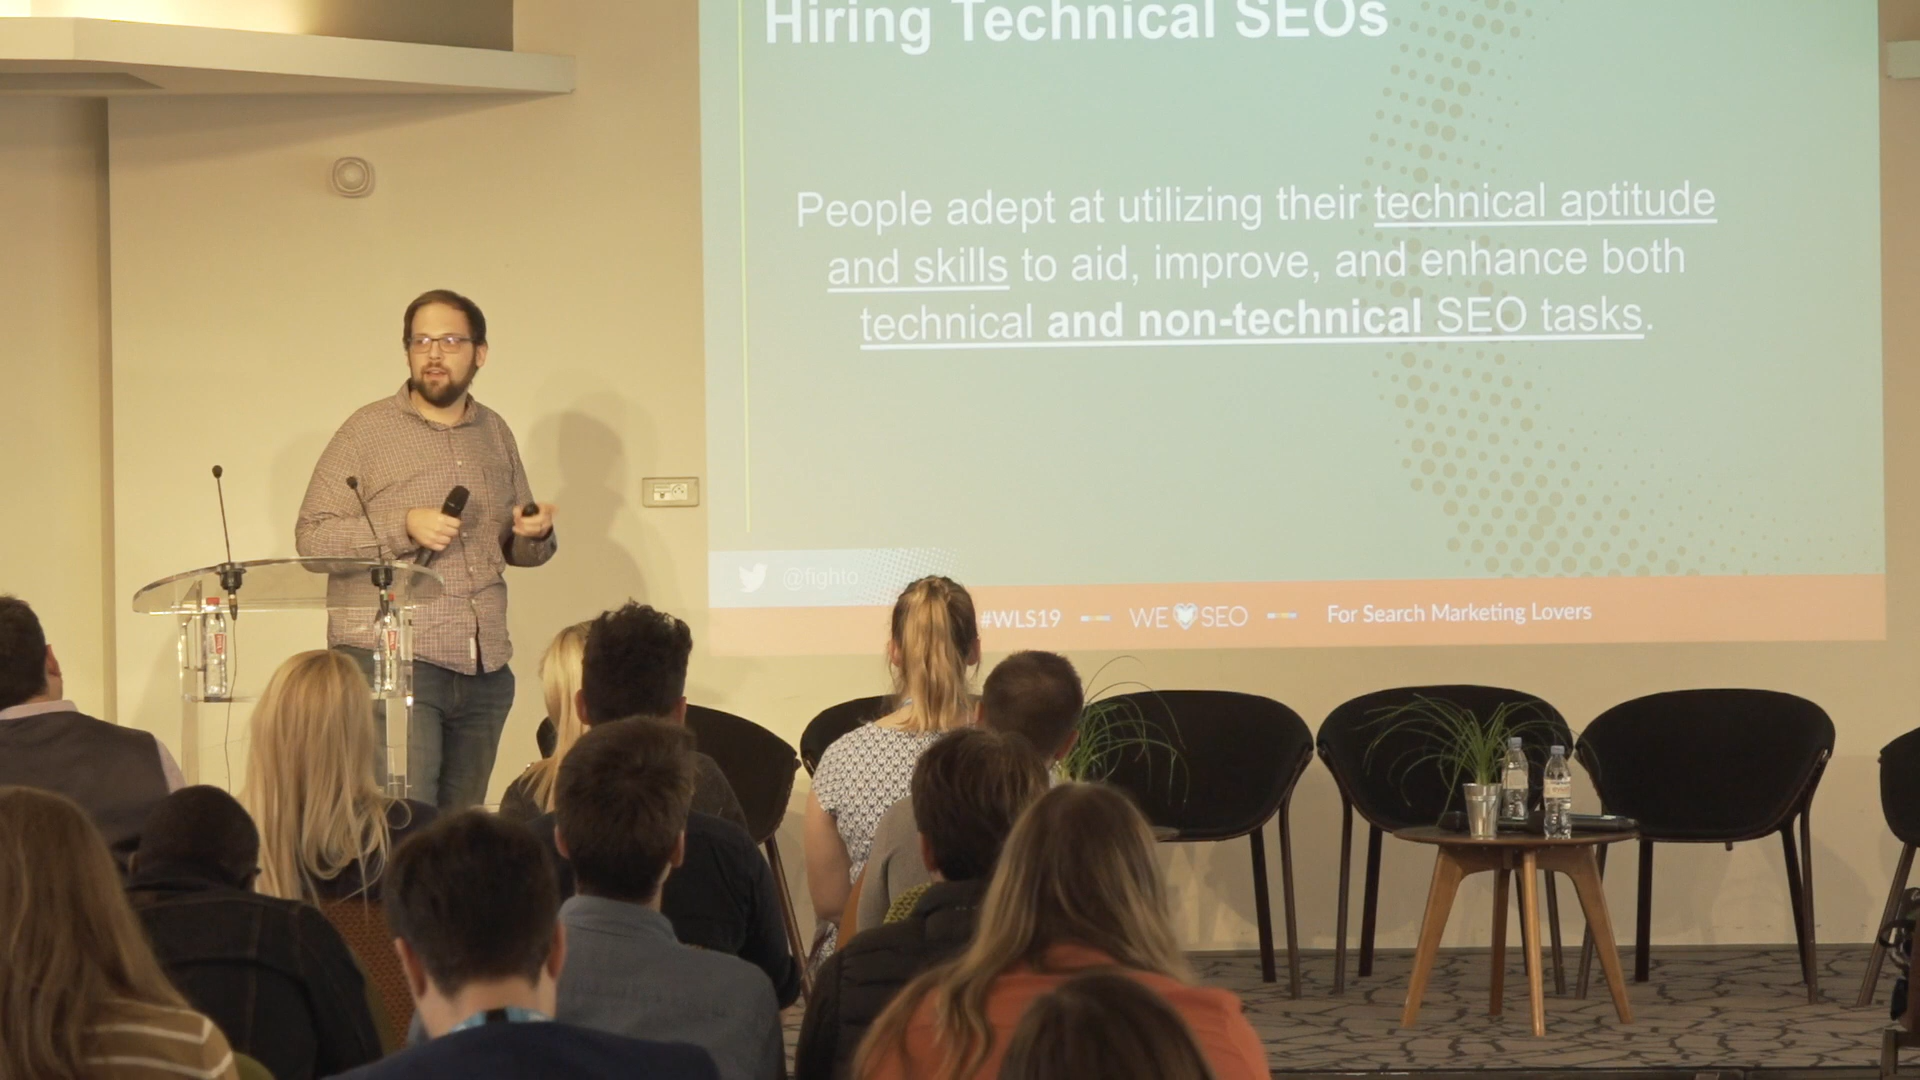 Hiring Technical SEOs
People adept at utilizing their technical aptitude
and skills to aid, improve, and enhance both
technical and non-technical SEO tasks.
@fighto
#WLS19 WE SEO For Search Marketing Lovers